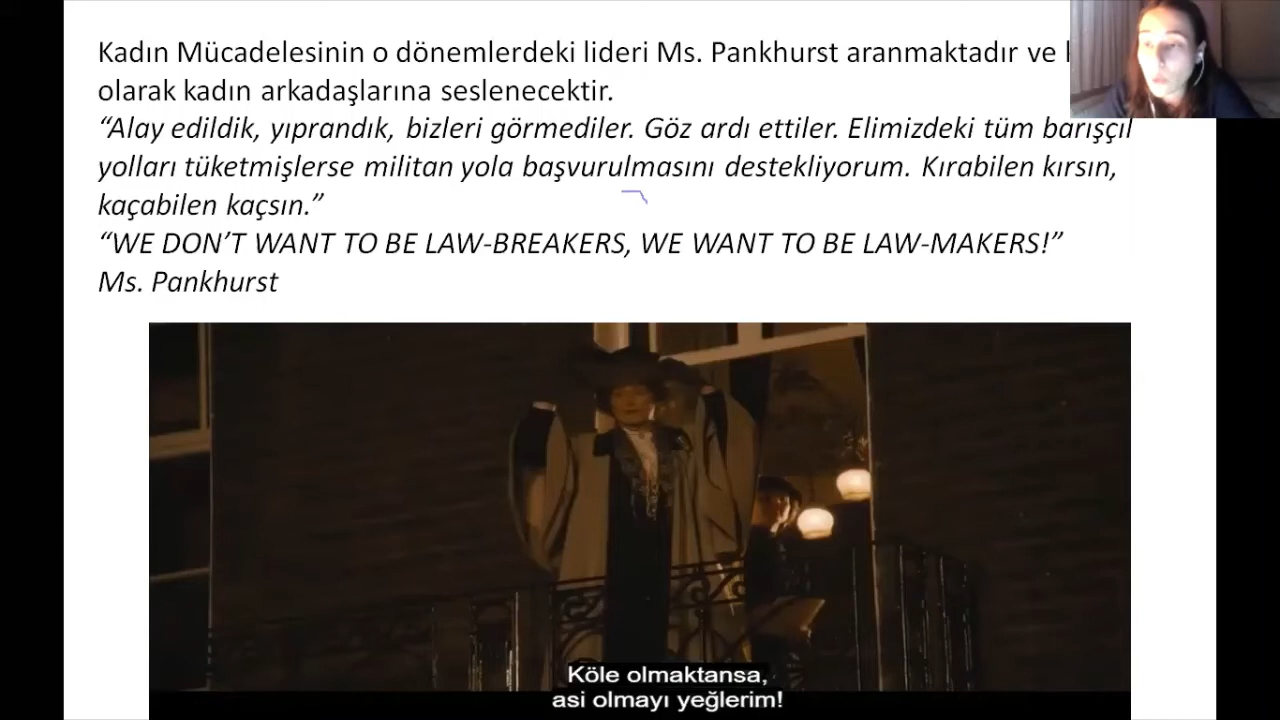 Kadın Mücadelesinin o dönemlerdeki lideri Ms. Pankhurst aranmaktadır ve
olarak kadın arkadaşlarına seslenecektir.
“Alay edildik, yıprandık, bizleri görmediler. Göz ardı ettiler. Elimizdeki tüm barışçıl
yolları tüketmişlerse militan yola başvurulmasını destekliyorum. Kırabilen kırsın,
kaçabilen kaçsın.”
“WE DON’T WANT TO BE LAW-BREAKERS, WE WANT TO BE LAW-MAKERS!”
Ms. Pankhurst
Köle olmaktansa,
asi olmayı yeğlerim!